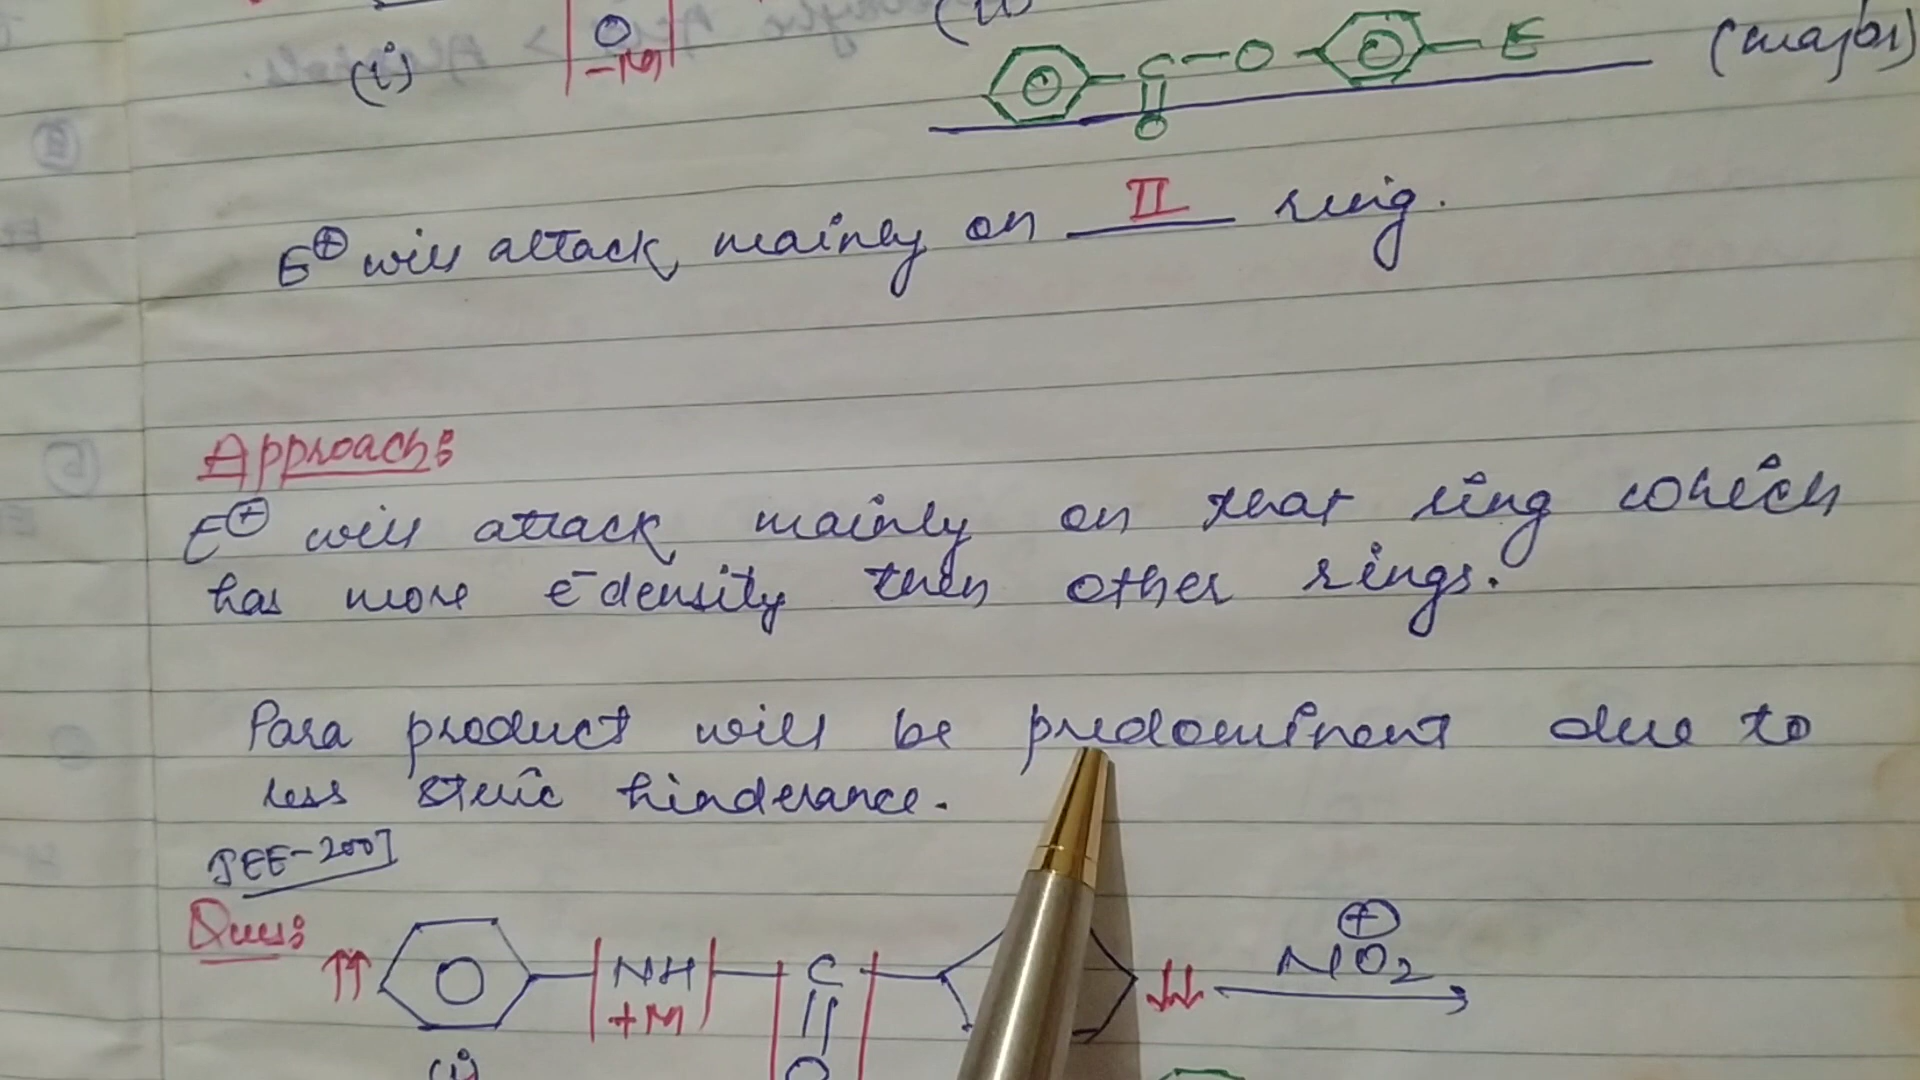 (i)
O
-M
C-O
E
(major)
O
E⊕ will attack mainly on II ring.
Approach:
E⊕ will attack mainly on that ring which
has more e⁻density then other rings.
Para product will be predominent due to
less steric hinderance.
JEE-2007
Ques:
↑↑ NH C ↓↓ NO2⊕ →
+M
O
(i)